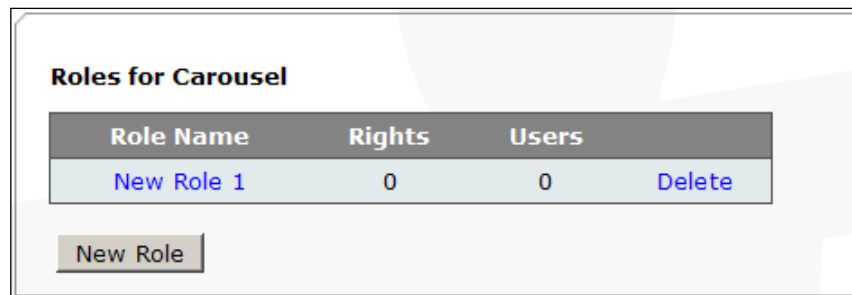 Roles for Carousel
Role Name Rights Users
New Role 1 0 0 Delete
New Role